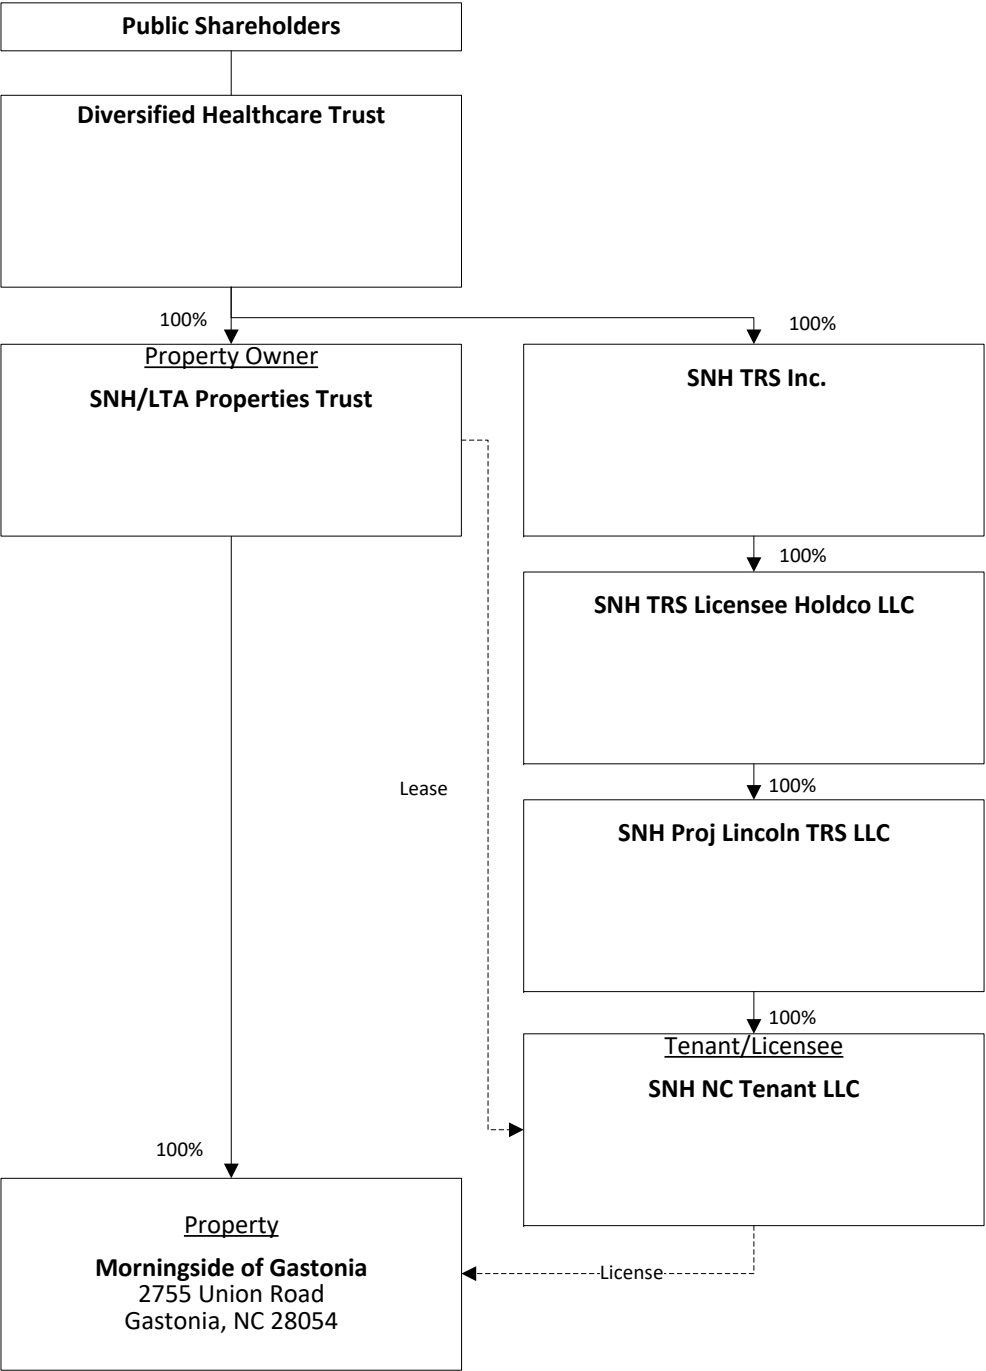 Public Shareholders
Diversified Healthcare Trust
100%
100%
Property Owner
SNH/LTA Properties Trust
SNH TRS Inc.
100%
SNH TRS Licensee Holdco LLC
Lease
100%
SNH Proj Lincoln TRS LLC
100%
Tenant/Licensee
SNH NC Tenant LLC
100%
Property
Morningside of Gastonia
2755 Union Road
Gastonia, NC 28054
License